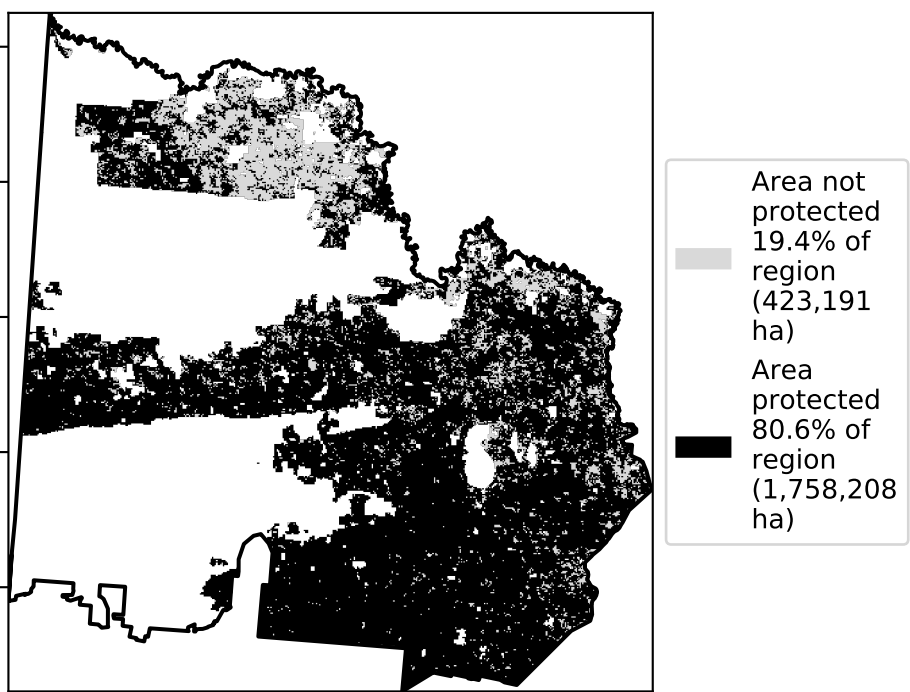 Area not
protected
19.4% of
region
(423,191
ha)
Area
protected
80.6% of
region
(1,758,208
ha)